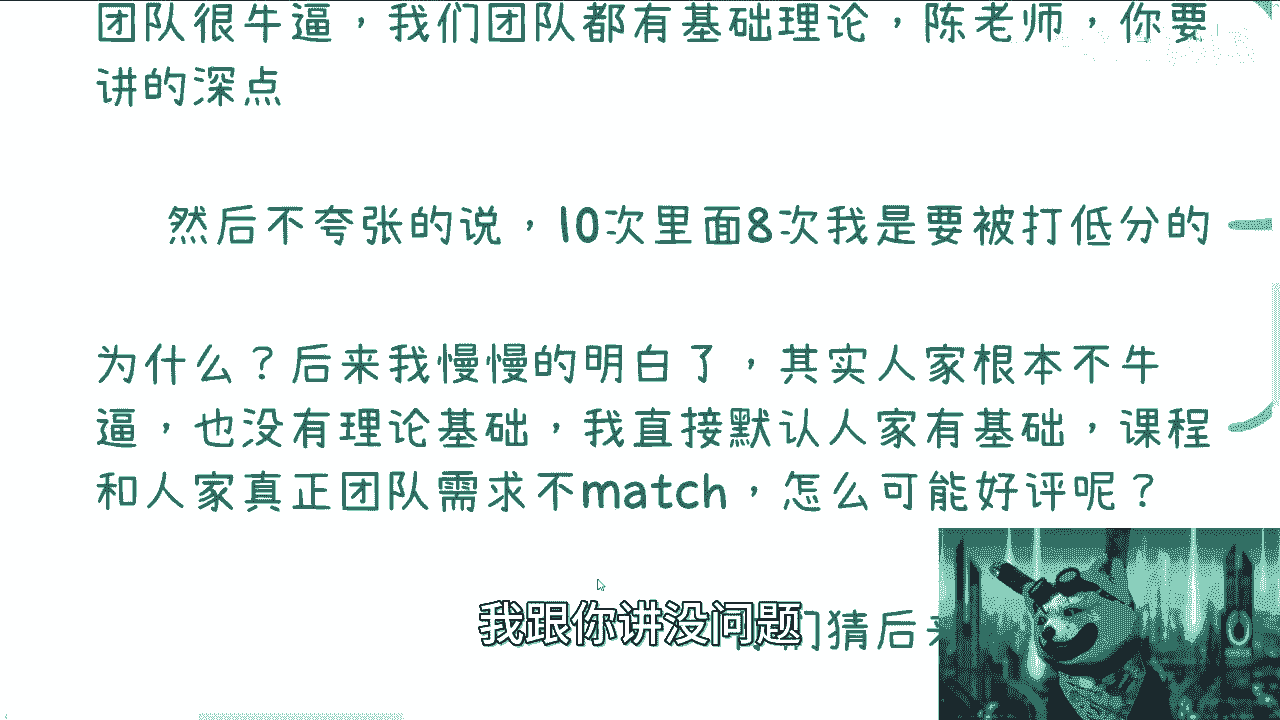 团队很牛逼，我们团队都有基础理论，陈老师，你要
讲的深点
然后不夸张的说，10次里面8次我是要被打低分的
为什么？后来我慢慢的明白了，其实人家根本不牛
逼，也没有理论基础，我直接默认人家有基础，课程
和人家真正团队需求不match，怎么可能好评呢？
们猜后来
我跟你讲没问题